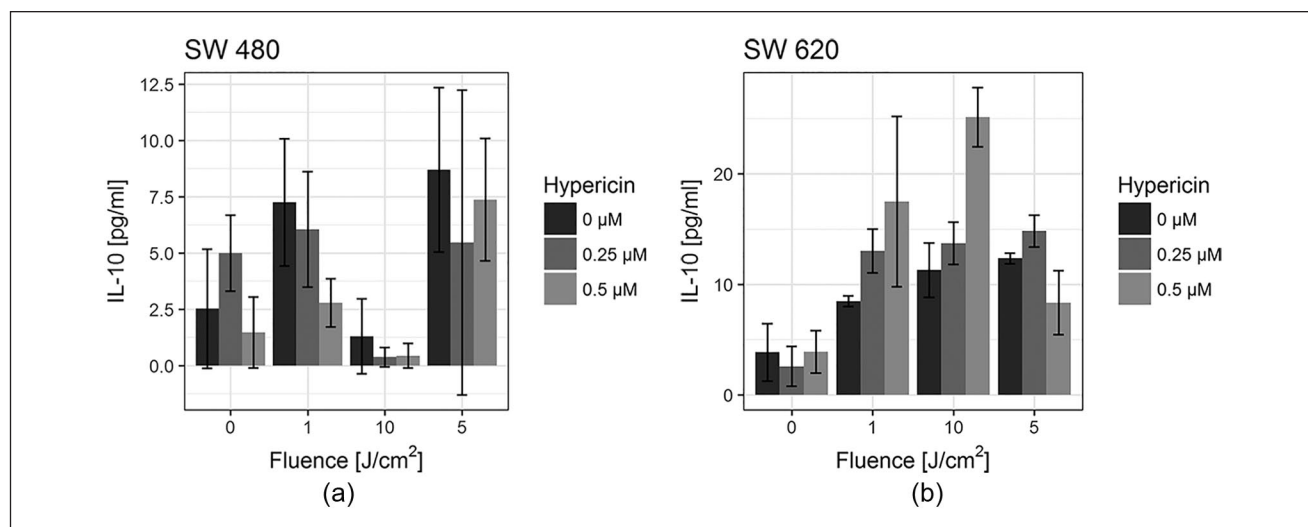 SW 480
12.5
10.0
7.5
5.0
2.5
0.0
IL-10 [pg/ml]
0 1 10 5
Fluence [J/cm²]
Hypericin
0 µM
0.25 µM
0.5 µM
(a)
SW 620
20
10
0
IL-10 [pg/ml]
0 1 10 5
Fluence [J/cm²]
Hypericin
0 µM
0.25 µM
0.5 µM
(b)